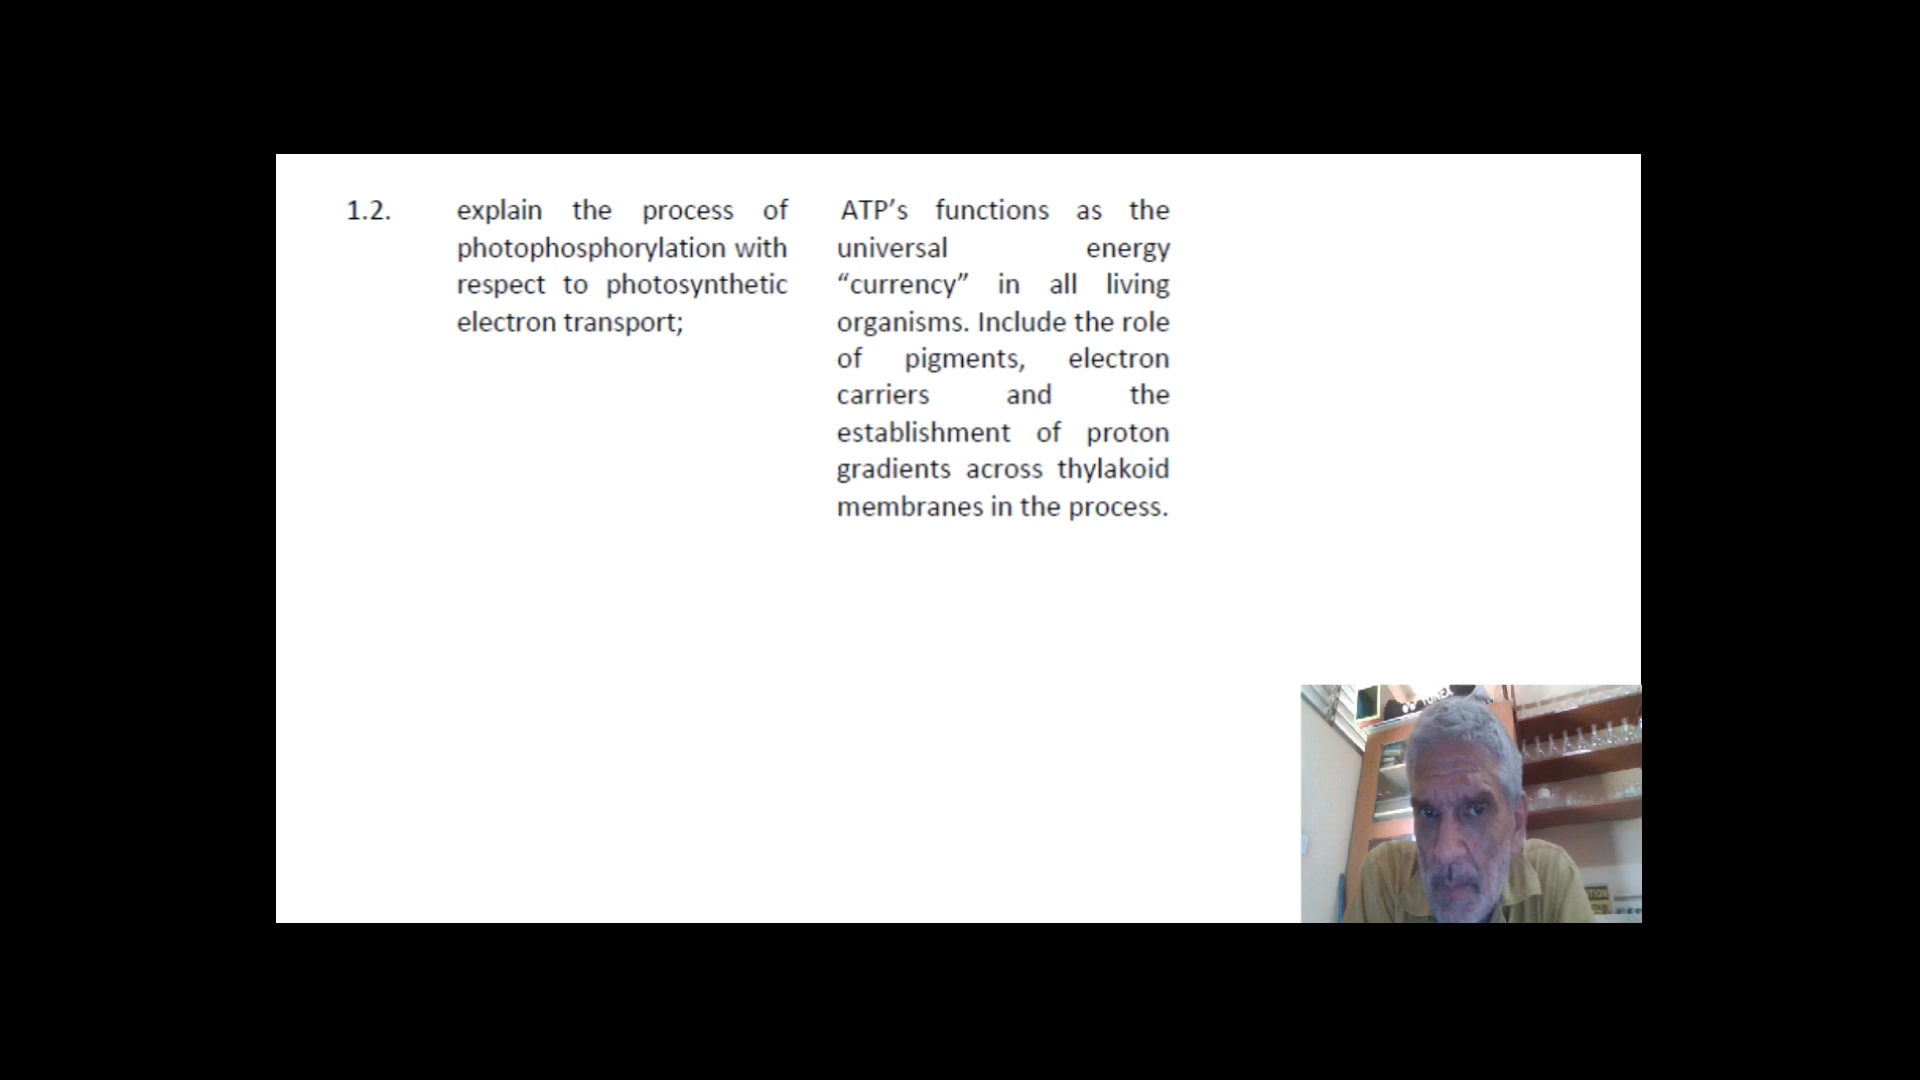 1.2.
explain the process of
photophosphorylation with
respect to photosynthetic
electron transport;
ATP’s functions as the
universal energy
“currency” in all living
organisms. Include the role
of pigments, electron
carriers and the
establishment of proton
gradients across thylakoid
membranes in the process.